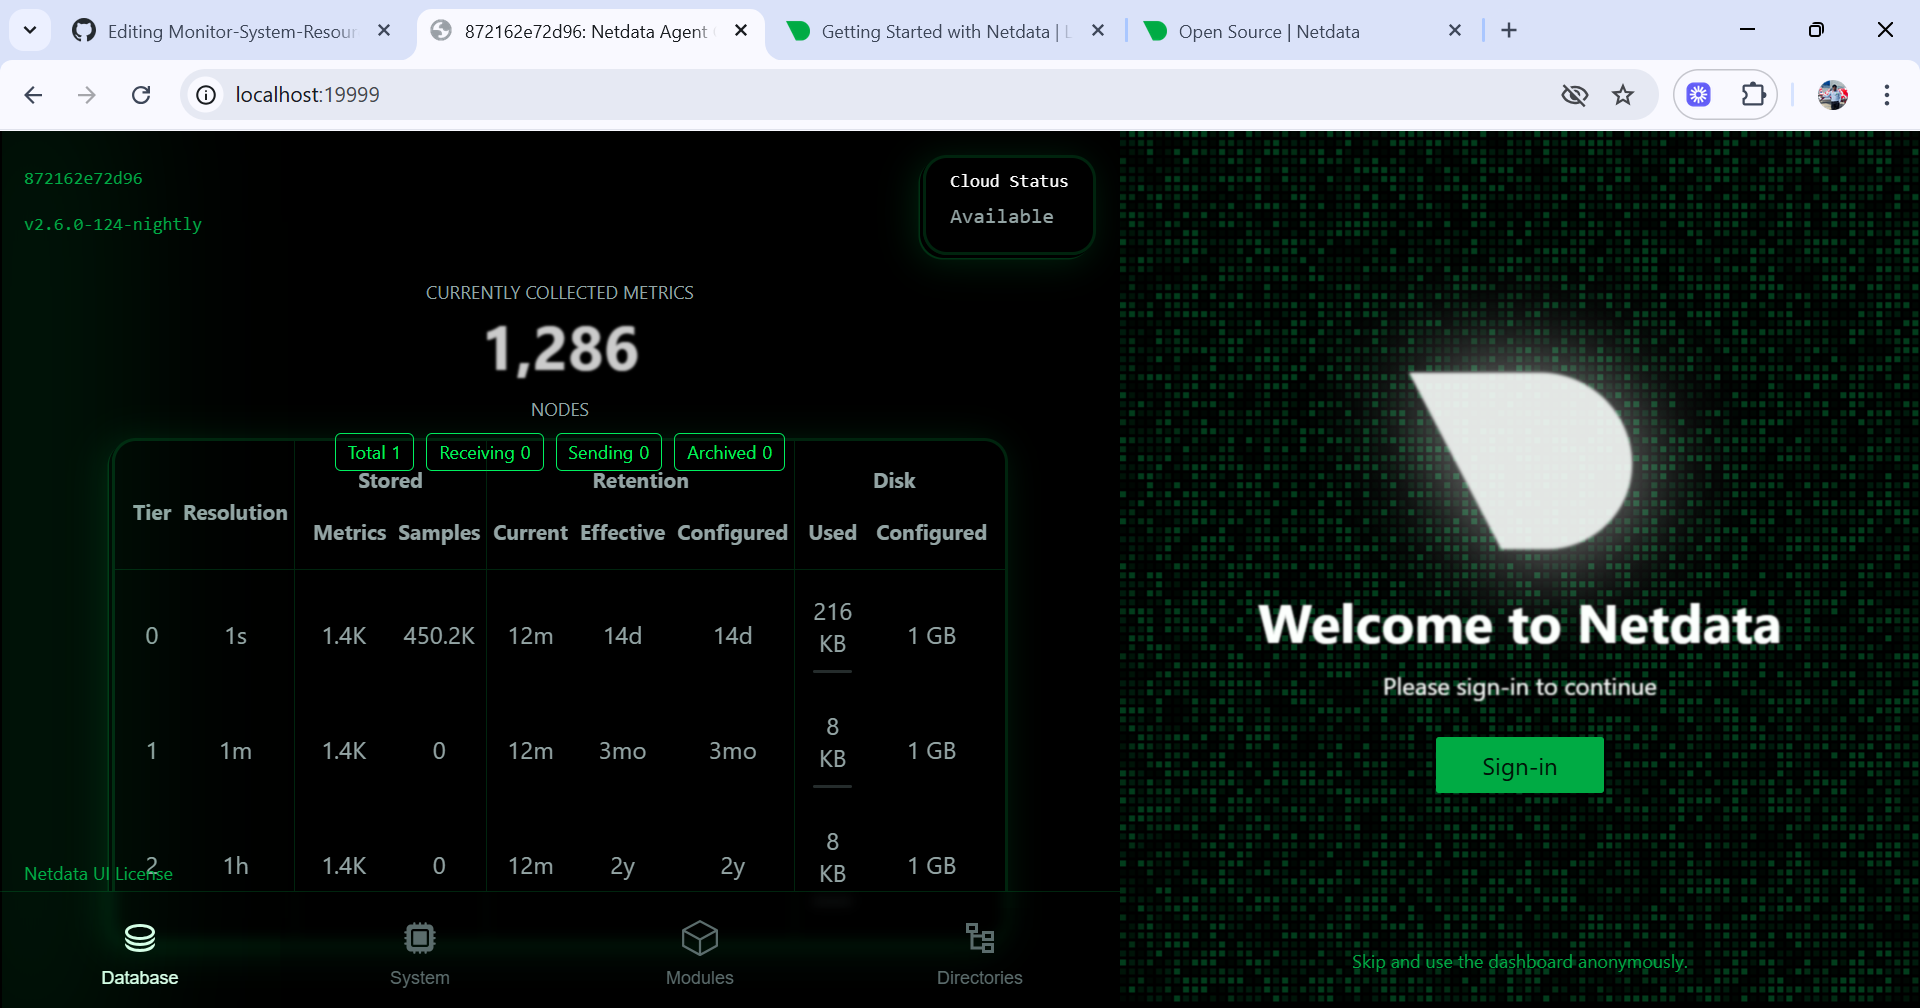 Editing Monitor-System-Resour
872162e72d96: Netdata Agent
Getting Started with Netdata |
Open Source | Netdata
localhost:19999
872162e72d96
v2.6.0-124-nightly
Cloud Status
Available
CURRENTLY COLLECTED METRICS
1,286
NODES
Total 1 Receiving 0 Sending 0 Archived 0
Stored Retention Disk
Tier Resolution
Metrics Samples Current Effective Configured Used Configured
0 1s 1.4K 450.2K 12m 14d 14d 216 KB 1 GB
1 1m 1.4K 0 12m 3mo 3mo 8 KB 1 GB
2 1h 1.4K 0 12m 2y 2y 8 KB 1 GB
Netdata UI License
Database System Modules Directories
Welcome to Netdata
Please sign-in to continue
Sign-in
Skip and use the dashboard anonymously.